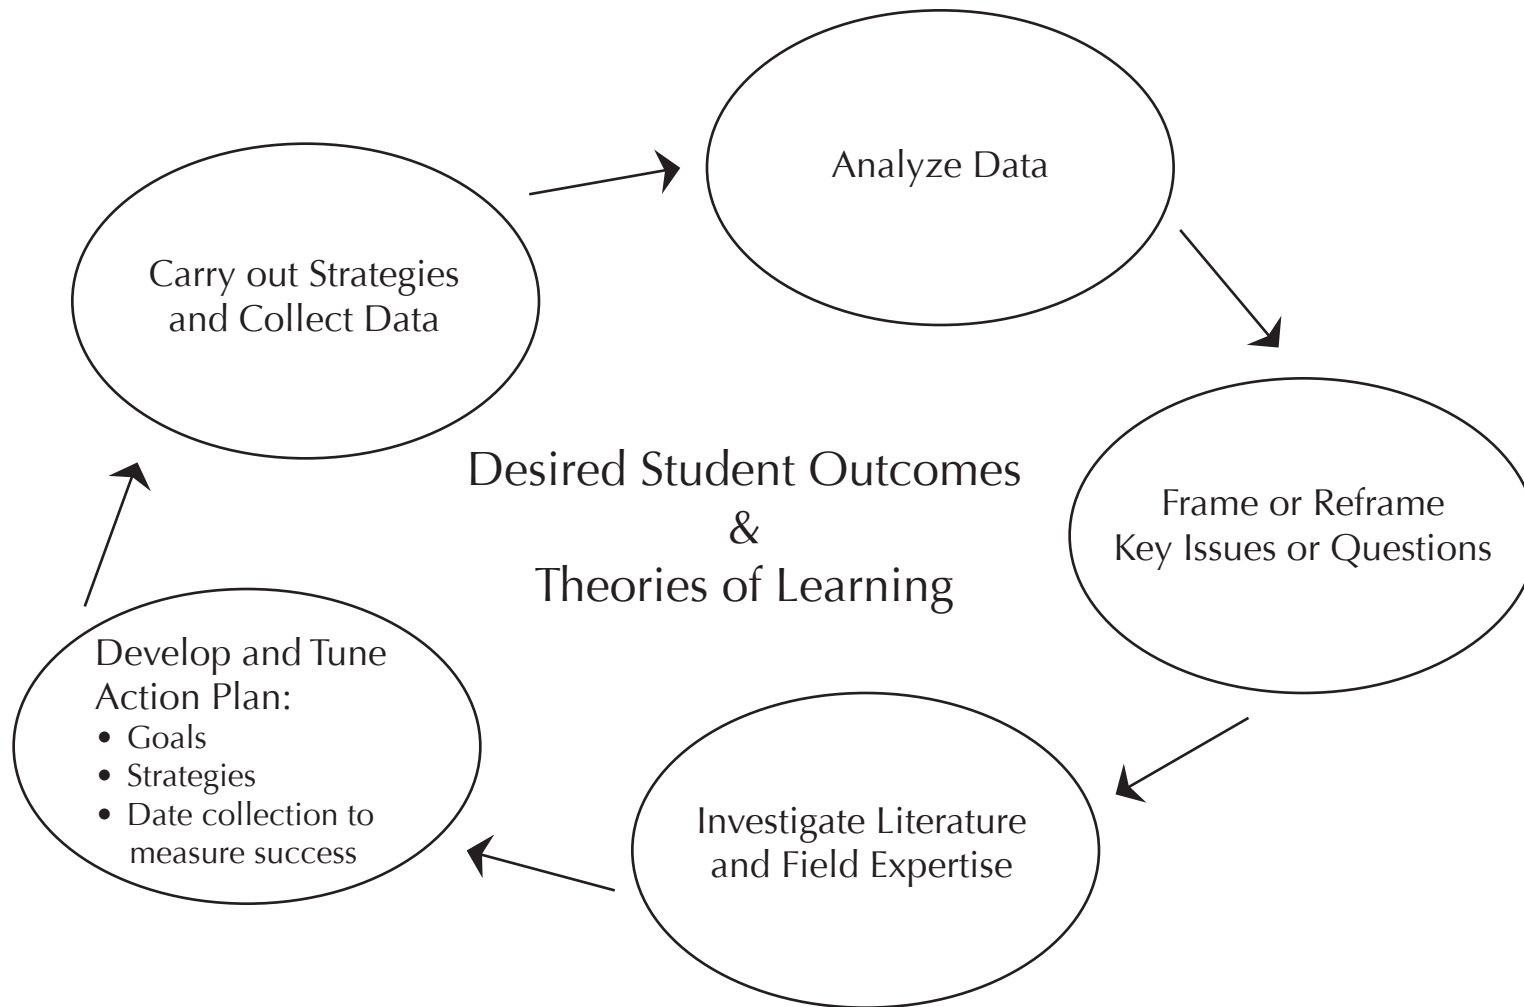 Analyze Data
Carry out Strategies
and Collect Data
Desired Student Outcomes
&
Theories of Learning
Frame or Reframe
Key Issues or Questions
Develop and Tune
Action Plan:
• Goals
• Strategies
• Date collection to
measure success
Investigate Literature
and Field Expertise